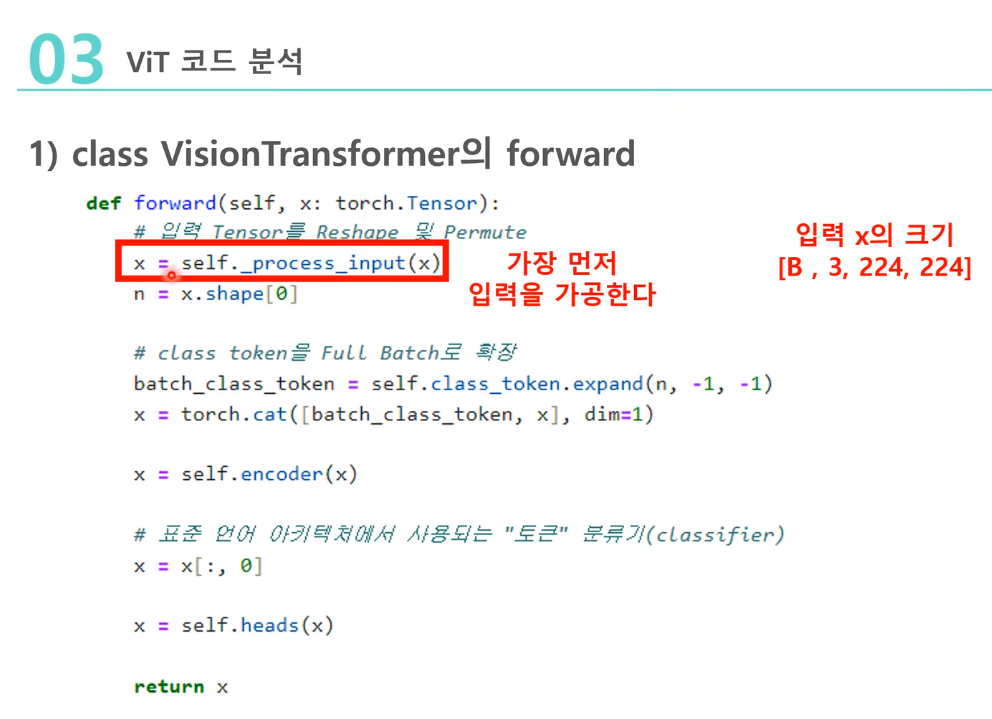 03 ViT 코드 분석
1) class VisionTransformer의 forward
def forward(self, x: torch.Tensor):
# 입력 Tensor를 Reshape 및 Permute
x = self._process_input(x)
n = x.shape[0]
가장 먼저
입력을 가공한다
입력 x의 크기
[B , 3, 224, 224]
# class token을 Full Batch로 확장
batch_class_token = self.class_token.expand(n, -1, -1)
x = torch.cat([batch_class_token, x], dim=1)
x = self.encoder(x)
# 표준 언어 아키텍처에서 사용되는 "토큰" 분류기(classifier)
x = x[:, 0]
x = self.heads(x)
return x